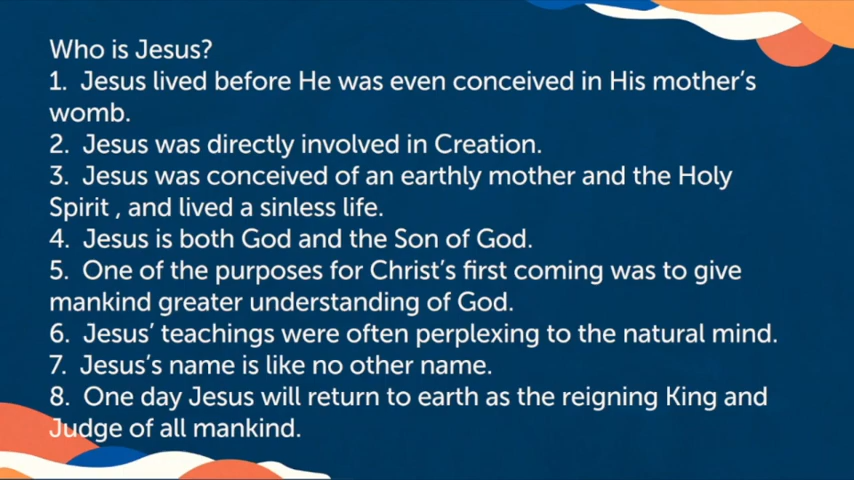 Who is Jesus?
1.  Jesus lived before He was even conceived in His mother's
womb.
2.  Jesus was directly involved in Creation.
3.  Jesus was conceived of an earthly mother and the Holy
Spirit , and lived a sinless life.
4.  Jesus is both God and the Son of God.
5.  One of the purposes for Christ's first coming was to give
mankind greater understanding of God.
6.  Jesus' teachings were often perplexing to the natural mind.
7.  Jesus's name is like no other name.
8.  One day Jesus will return to earth as the reigning King and
Judge of all mankind.